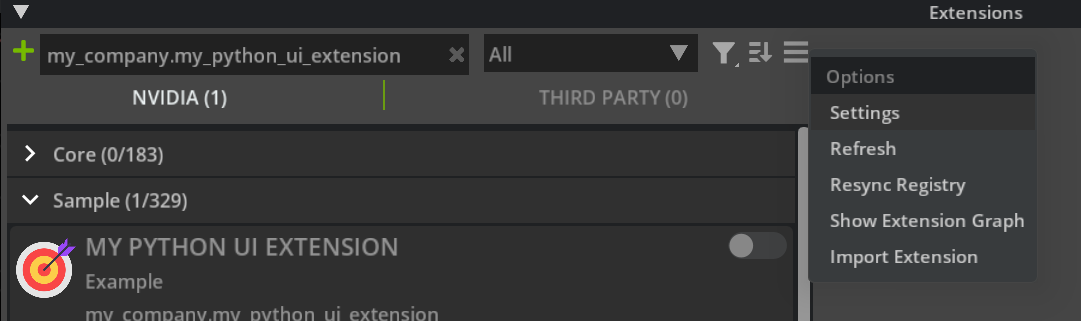 Extensions
my_company.my_python_ui_extension
All
NVIDIA (1)
THIRD PARTY (0)
Core (0/183)
Sample (1/329)
MY PYTHON UI EXTENSION
Example
my_company.my_python_ui_extension
Options
Settings
Refresh
Resync Registry
Show Extension Graph
Import Extension